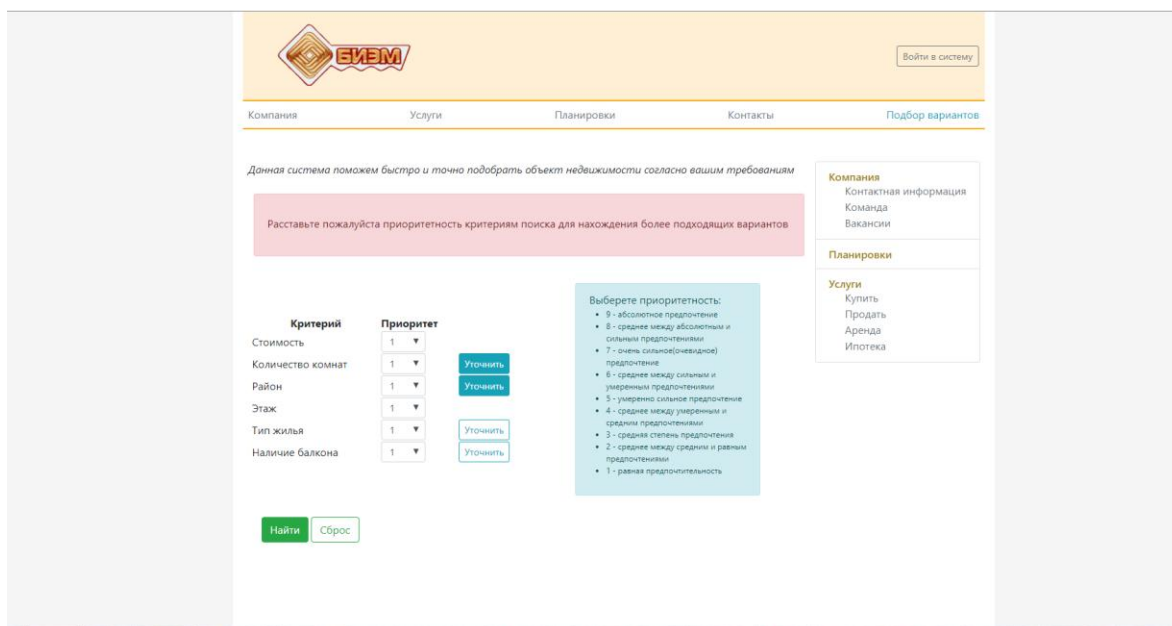 БИЭМ
Войти в систему
Компания Услуги Планировки Контакты Подбор вариантов
Данная система поможем быстро и точно подобрать объект недвижимости согласно вашим требованиям
Расставьте пожалуйста приоритетность критериям поиска для нахождения более подходящих вариантов
Критерий Приоритет
Стоимость 1
Количество комнат 1 Уточнить
Район 1 Уточнить
Этаж 1
Тип жилья 1 Уточнить
Наличие балкона 1 Уточнить
Выберете приоритетность:
• 9 - абсолютное предпочтение
• 8 - среднее между абсолютным и
сильным предпочтениями
• 7 - очень сильное(очевидное)
предпочтение
• 6 - среднее между сильным и
умеренным предпочтениями
• 5 - умеренно сильное предпочтение
• 4 - среднее между умеренным и
средним предпочтениями
• 3 - средняя степень предпочтения
• 2 - среднее между средним и равным
предпочтениями
• 1 - равная предпочтительность
Найти Сброс
Компания
Контактная информация
Команда
Вакансии
Планировки
Услуги
Купить
Продать
Аренда
Ипотека